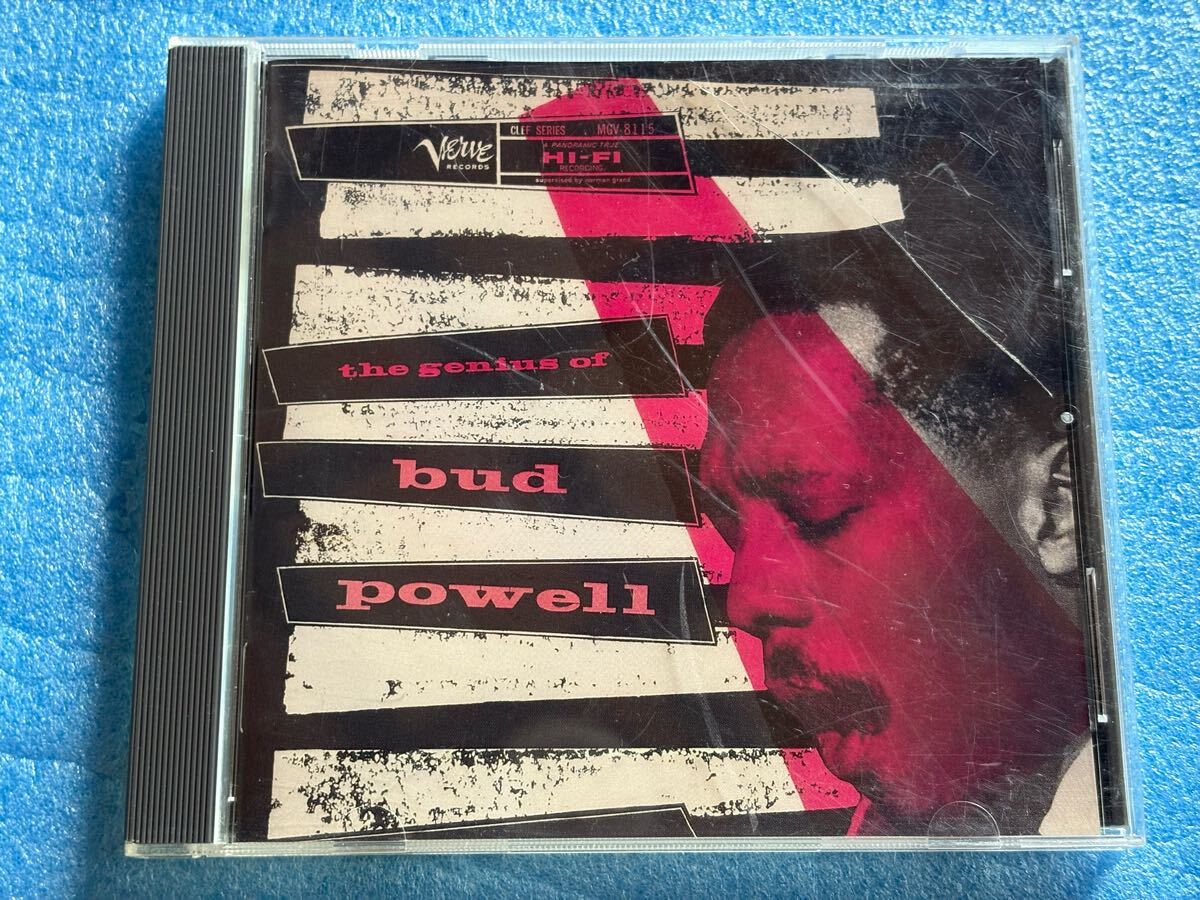 Verve
RECORDS
CLEF SERIES MGV-8115
A PANORAMIC TRUE
HI-FI
RECORDING
supervised by norman granz
the genius of
bud
powell